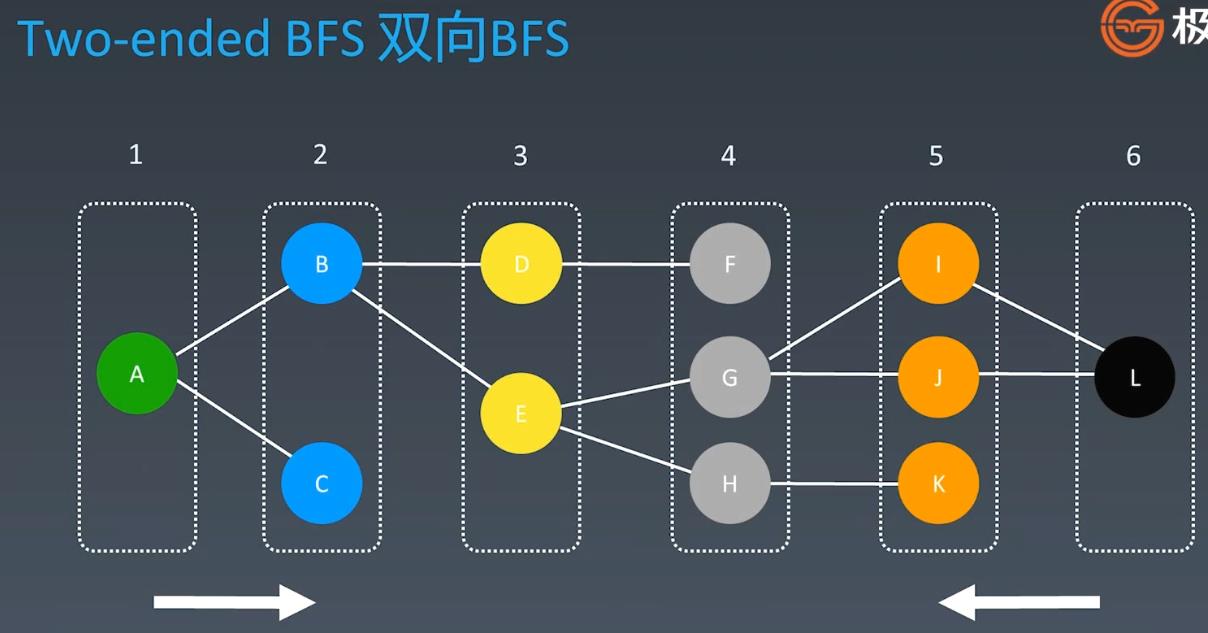 Two-ended BFS 双向BFS
极
1 2 3 4 5 6
B D F I
A G J L
E
C H K